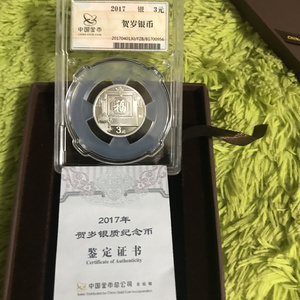 2017 银 3元
贺岁银币
中国金币
福
3元
2017年
贺岁银质纪念币
鉴定证书
Certificate of Authenticity
中国金币总公司